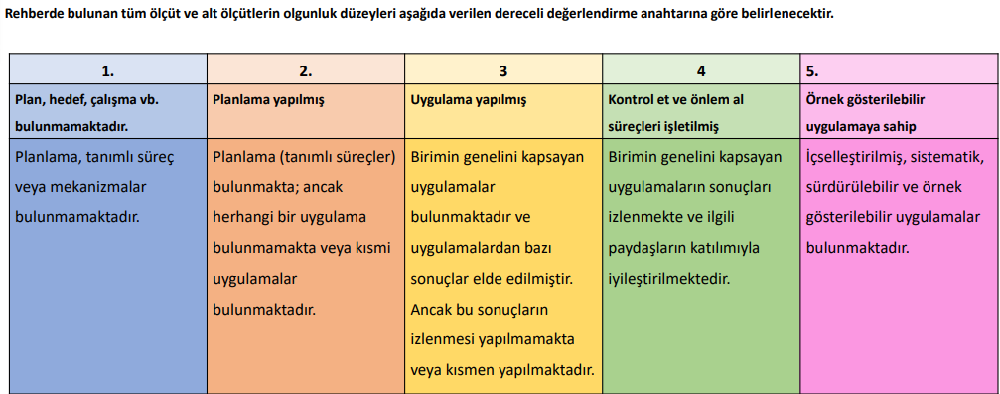 Rehberde bulunan tüm ölçüt ve alt ölçütlerin olgunluk düzeyleri aşağıda verilen dereceli değerlendirme anahtarına göre belirlenecektir.
1.
Plan, hedef, çalışma vb.
bulunmamaktadır.
Planlama, tanımlı süreç
veya mekanizmalar
bulunmamaktadır.
2.
Planlama yapılmış
Planlama (tanımlı süreçler)
bulunmakta; ancak
herhangi bir uygulama
bulunmamakta veya kısmi
uygulamalar
bulunmaktadır.
3
Uygulama yapılmış
Birimin genelini kapsayan
uygulamalar
bulunmaktadır ve
uygulamalardan bazı
sonuçlar elde edilmiştir.
Ancak bu sonuçların
izlenmesi yapılmamakta
veya kısmen yapılmaktadır.
4
Kontrol et ve önlem al
süreçleri işletilmiş
Birimin genelini kapsayan
uygulamaların sonuçları
izlenmekte ve ilgili
paydaşların katılımıyla
iyileştirilmektedir.
5.
Örnek gösterilebilir
uygulamaya sahip
İçselleştirilmiş, sistematik,
sürdürülebilir ve örnek
gösterilebilir uygulamalar
bulunmaktadır.